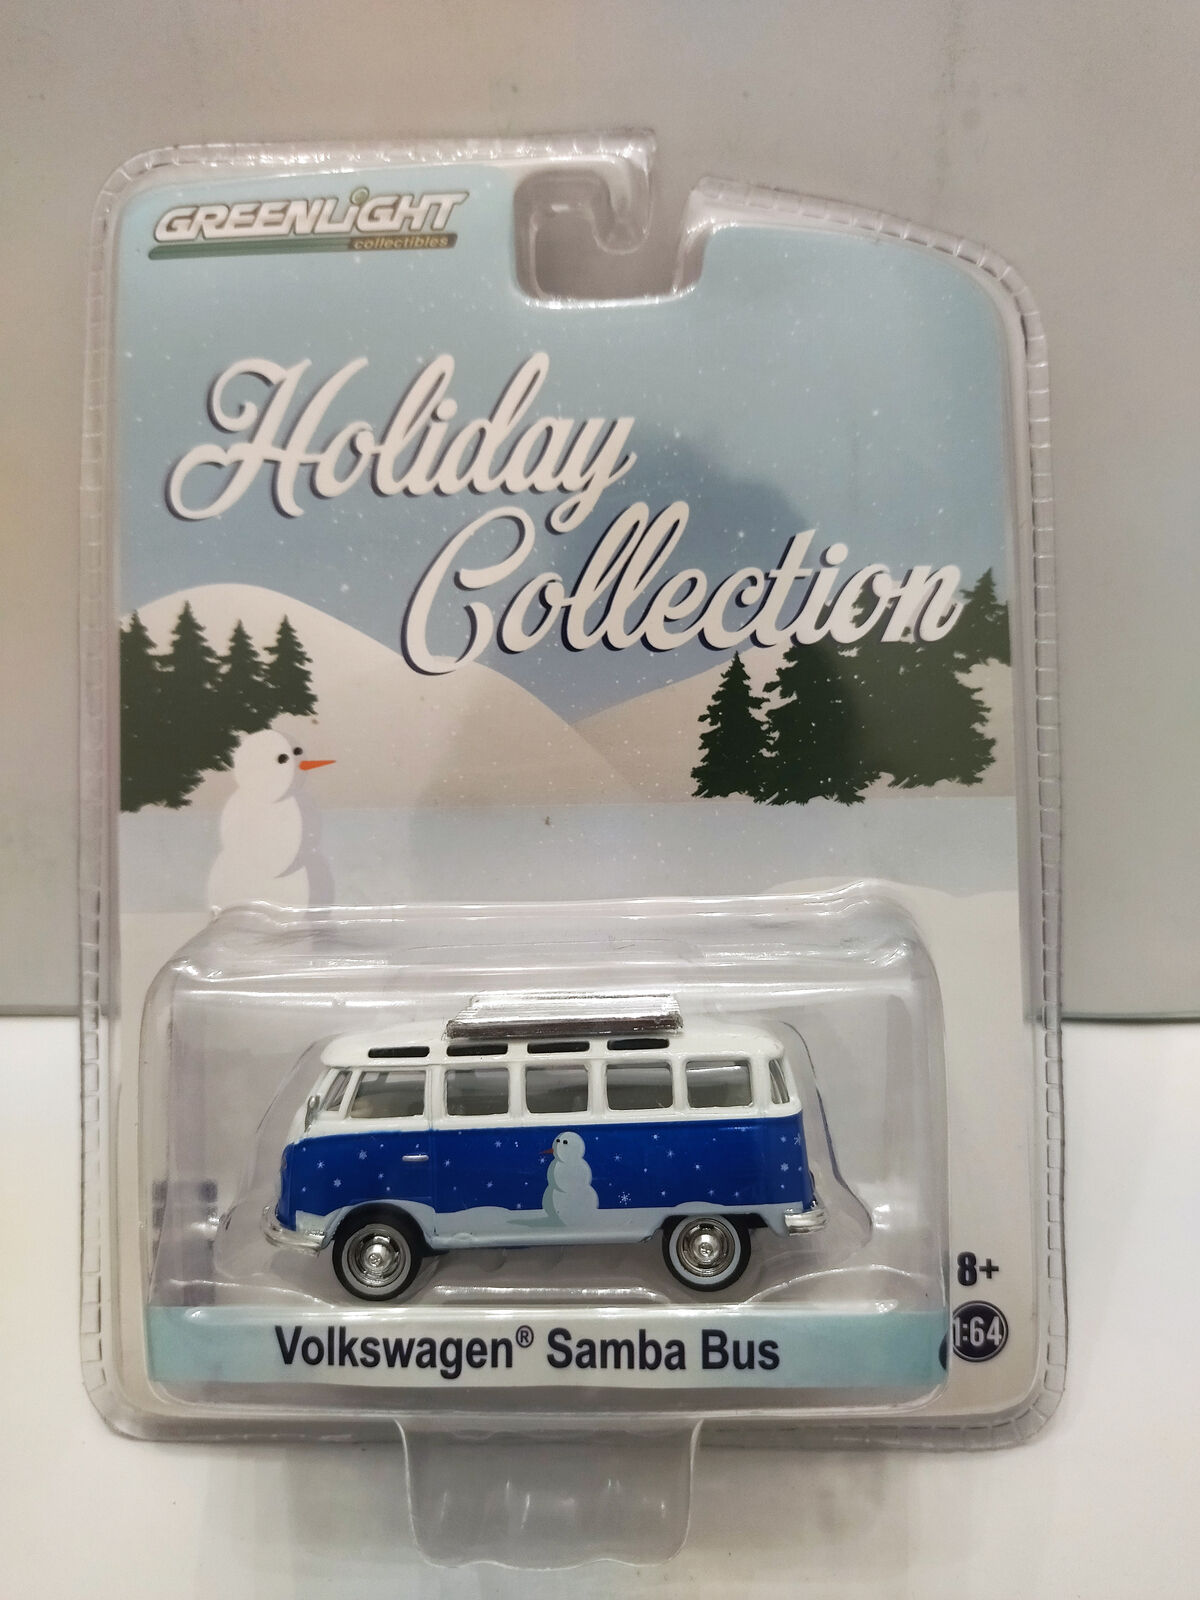 GREENLiGHT
collectibles
Holiday
Collection
8+
1:64
Volkswagen® Samba Bus